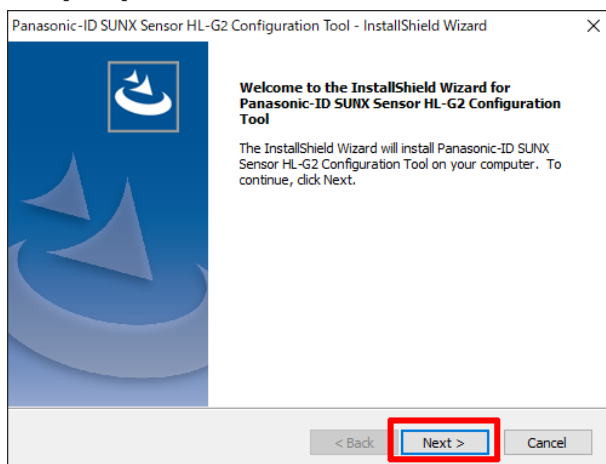 Panasonic-ID SUNX Sensor HL-G2 Configuration Tool - InstallShield Wizard
Welcome to the InstallShield Wizard for
Panasonic-ID SUNX Sensor HL-G2 Configuration
Tool
The InstallShield Wizard will install Panasonic-ID SUNX
Sensor HL-G2 Configuration Tool on your computer. To
continue, click Next.
< Back Next > Cancel